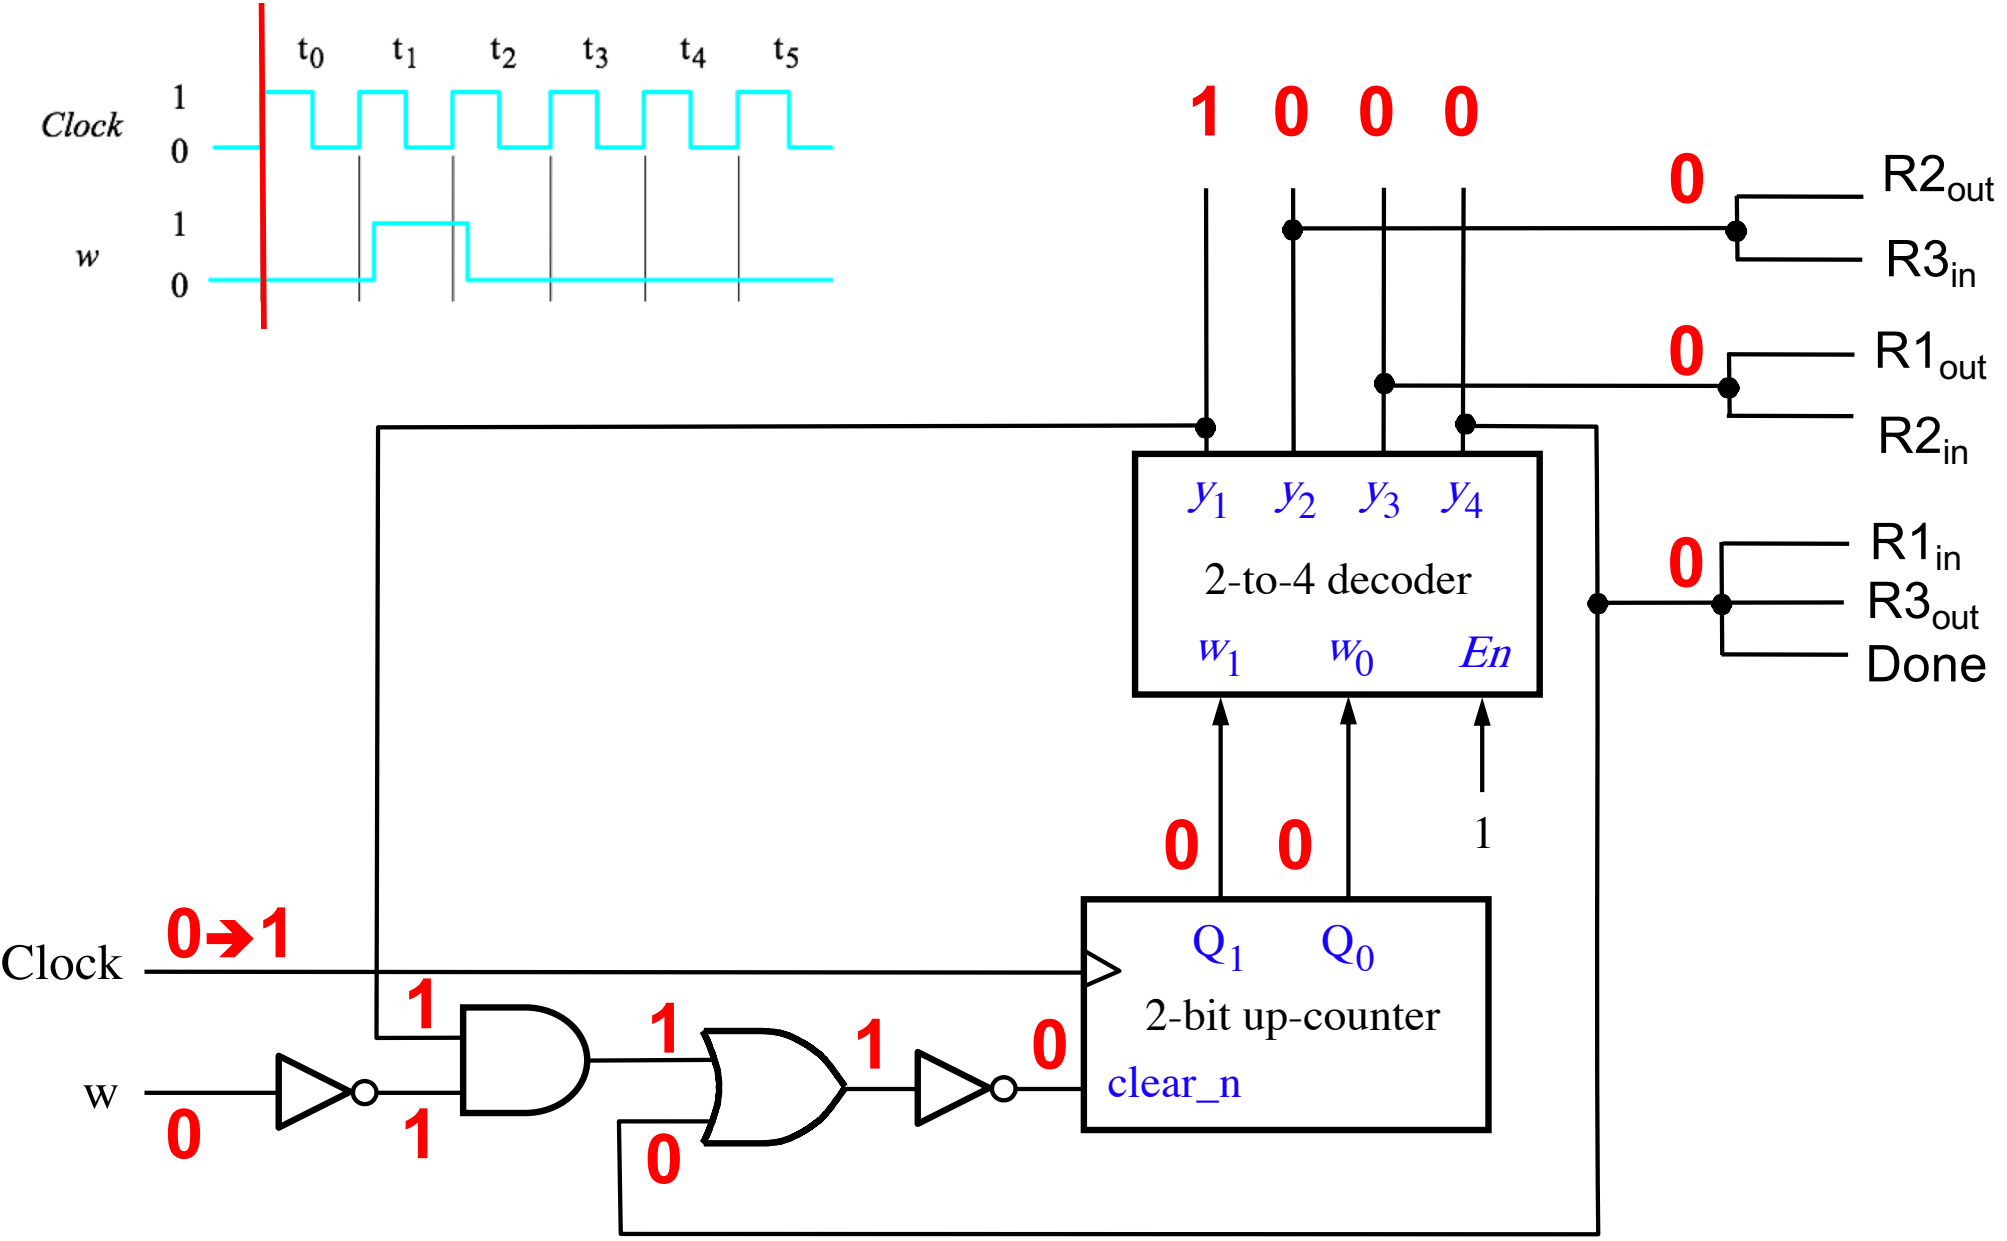 t0 t1 t2 t3 t4 t5
1
Clock
0
1
w
0
1 0 0 0
0
R2out
R3in
0
R1out
R2in
y1 y2 y3 y4
2-to-4 decoder
w1 w0 En
0
R1in
R3out
Done
0 0 1
Clock
0➔1
Q1 Q0
2-bit up-counter
clear_n
1
1
1
0
w
0
1
0